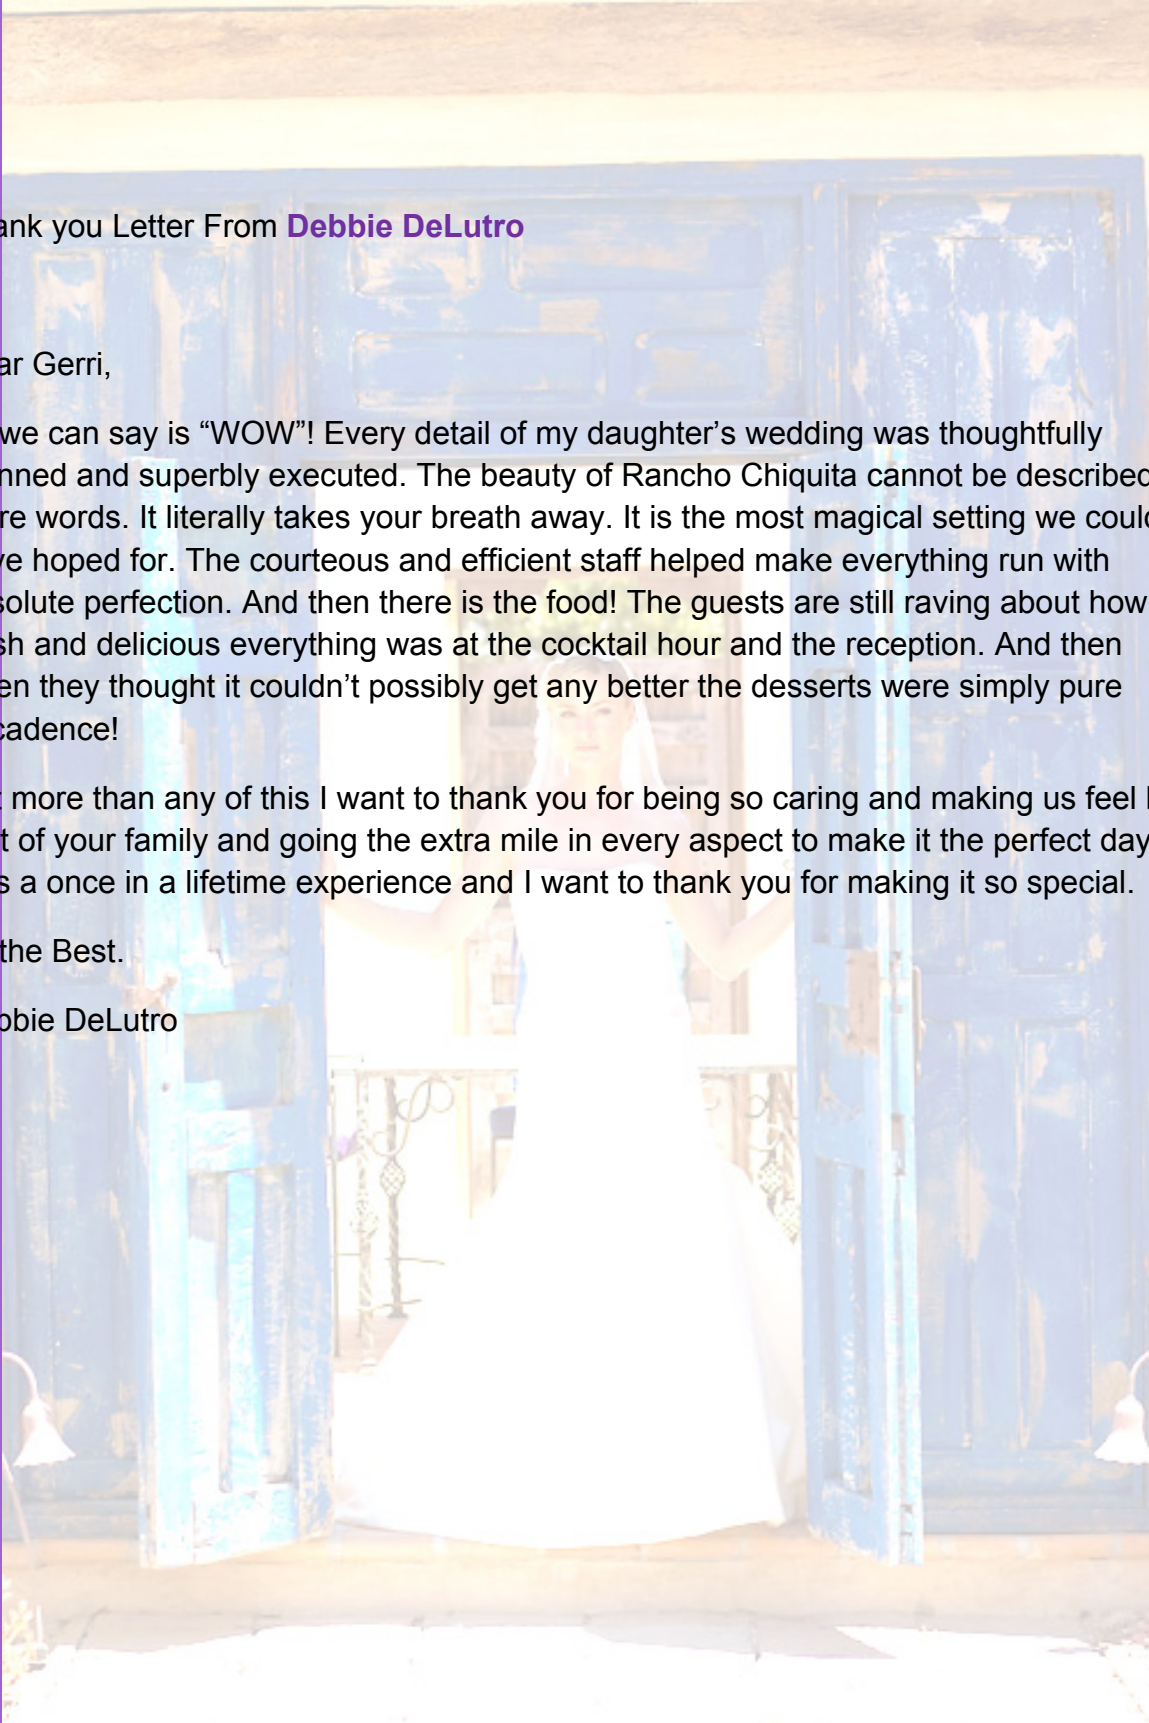 ank you Letter From Debbie DeLutro
ar Gerri,
we can say is “WOW”! Every detail of my daughter’s wedding was thoughtfully
nned and superbly executed. The beauty of Rancho Chiquita cannot be described
re words. It literally takes your breath away. It is the most magical setting we could
ve hoped for. The courteous and efficient staff helped make everything run with
solute perfection. And then there is the food! The guests are still raving about how
sh and delicious everything was at the cocktail hour and the reception. And then
en they thought it couldn’t possibly get any better the desserts were simply pure
cadence!
more than any of this I want to thank you for being so caring and making us feel
t of your family and going the extra mile in every aspect to make it the perfect day
s a once in a lifetime experience and I want to thank you for making it so special.
the Best.
bbie DeLutro